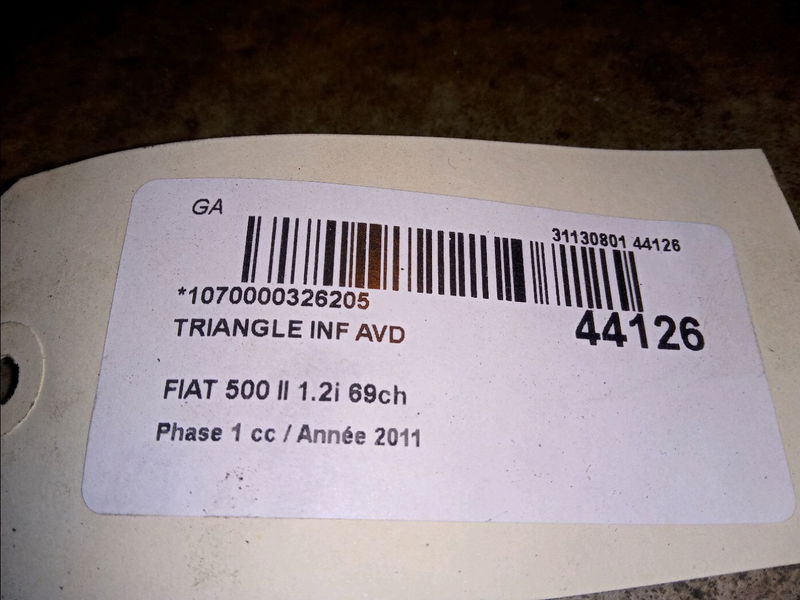 GA
31130801 44126
*1070000326205
44126
TRIANGLE INF AVD
FIAT 500 II 1.2i 69ch
Phase 1 cc / Année 2011